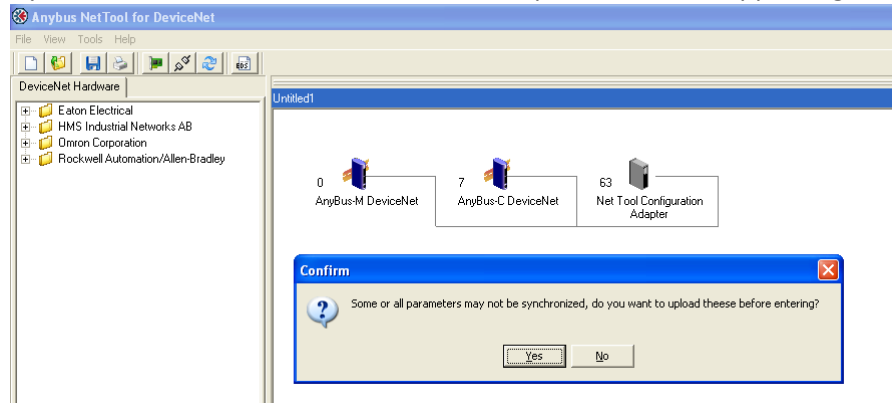 Anybus NetTool for DeviceNet
File View Tools Help
EDS
DeviceNet Hardware
Untitled1
Eaton Electrical
HMS Industrial Networks AB
Omron Corporation
Rockwell Automation/Allen-Bradley
0
AnyBus-M DeviceNet
7
AnyBus-C DeviceNet
63
Net Tool Configuration
Adapter
Confirm
Some or all parameters may not be synchronized, do you want to upload theese before entering?
Yes No